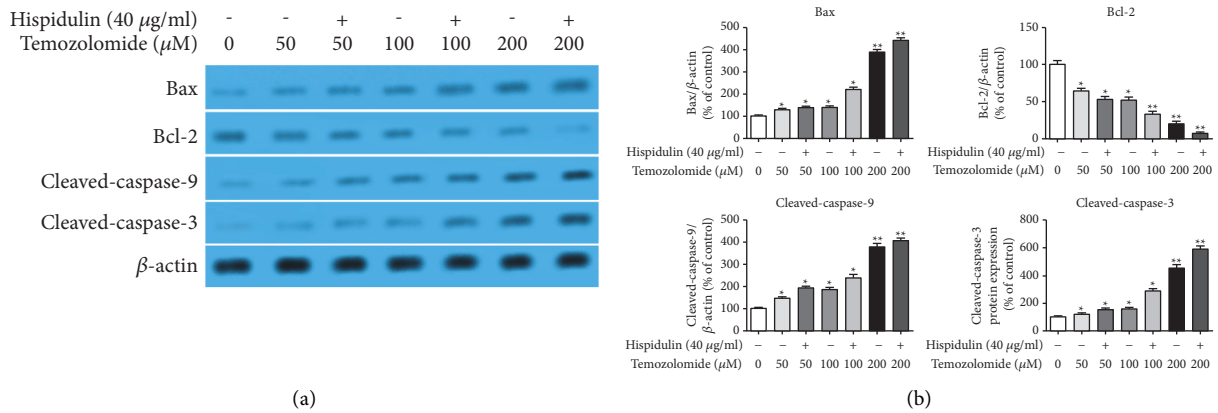 Hispidulin (40 μg/ml) - - + - + - +
Temozolomide (μM) 0 50 50 100 100 200 200
Bax
Bcl-2
Cleaved-caspase-9
Cleaved-caspase-3
β-actin
(a)
Bax
Bax/β-actin
(% of control)
500
400
300
200
100
0
* * * * ** **
Hispidulin (40 μg/ml) – – + – + – +
Temozolomide (μM) 0 50 50 100 100 200 200
Bcl-2
Bcl-2/β-actin
(% of control)
150
100
50
0
* * * ** ** **
Hispidulin (40 μg/ml) – – + – + – +
Temozolomide (μM) 0 50 50 100 100 200 200
Cleaved-caspase-9
Cleaved-caspase-9/
β-actin (% of control)
500
400
300
200
100
0
* * * * ** **
Hispidulin (40 μg/ml) – – + – + – +
Temozolomide (μM) 0 50 50 100 100 200 200
Cleaved-caspase-3
Cleaved-caspase-3
protein expression
(% of control)
800
600
400
200
0
* * * * ** **
Hispidulin (40 μg/ml) – – + – + – +
Temozolomide (μM) 0 50 50 100 100 200 200
(b)